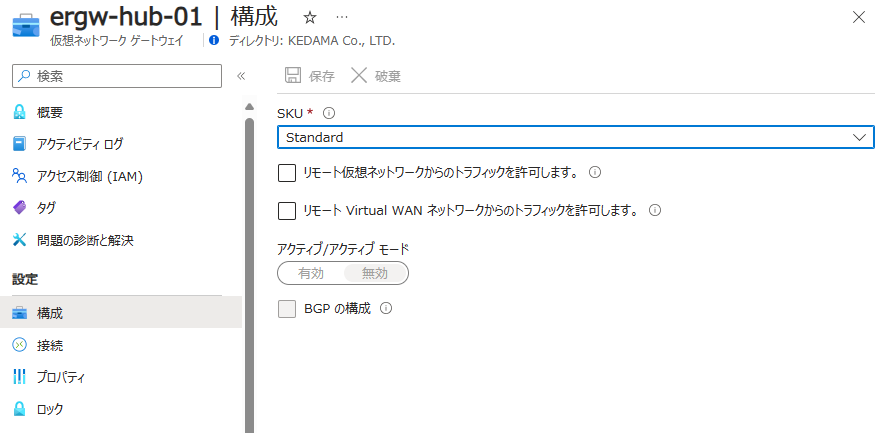 ergw-hub-01 | 構成
仮想ネットワーク ゲートウェイ
ディレクトリ: KEDAMA Co., LTD.
検索
概要
アクティビティ ログ
アクセス制御 (IAM)
タグ
問題の診断と解決
設定
構成
接続
プロパティ
ロック
保存
破棄
SKU *
Standard
リモート仮想ネットワークからのトラフィックを許可します。
リモート Virtual WAN ネットワークからのトラフィックを許可します。
アクティブ/アクティブ モード
有効 無効
BGP の構成